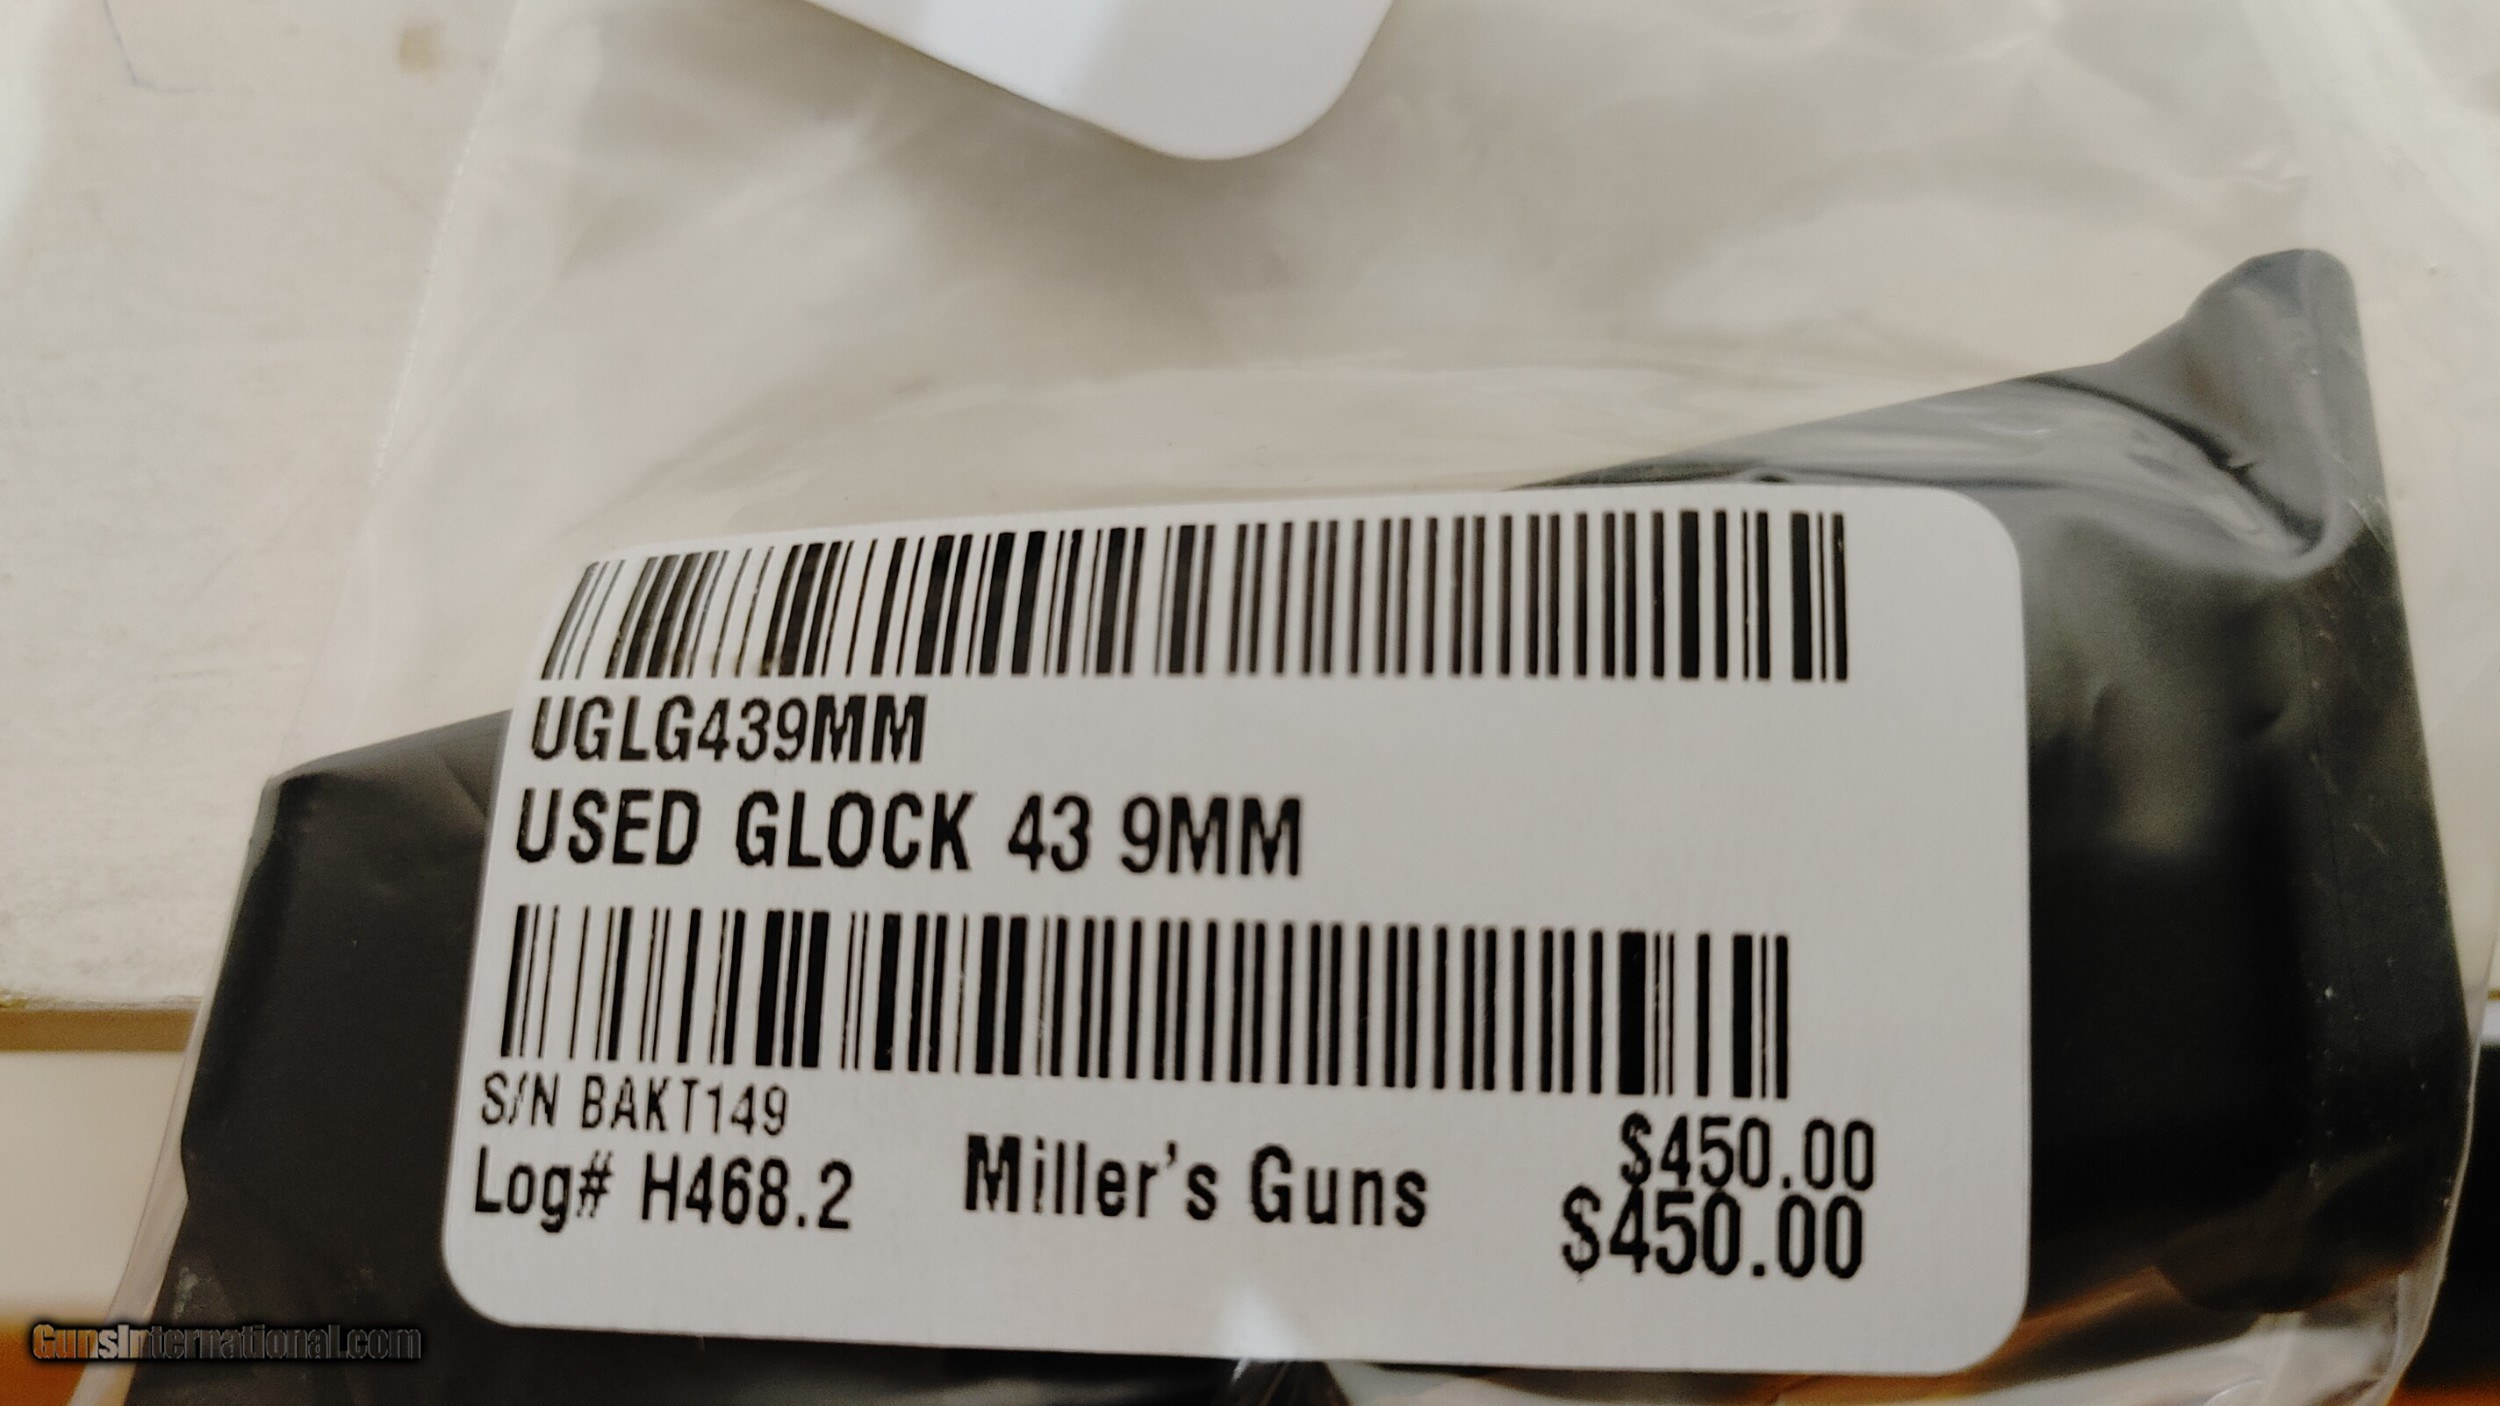 UGLG439MM
USED GLOCK 43 9MM
S/N BAKT149
Log# H468.2
Miller's Guns
$450.00
$450.00
GunsInternational.com